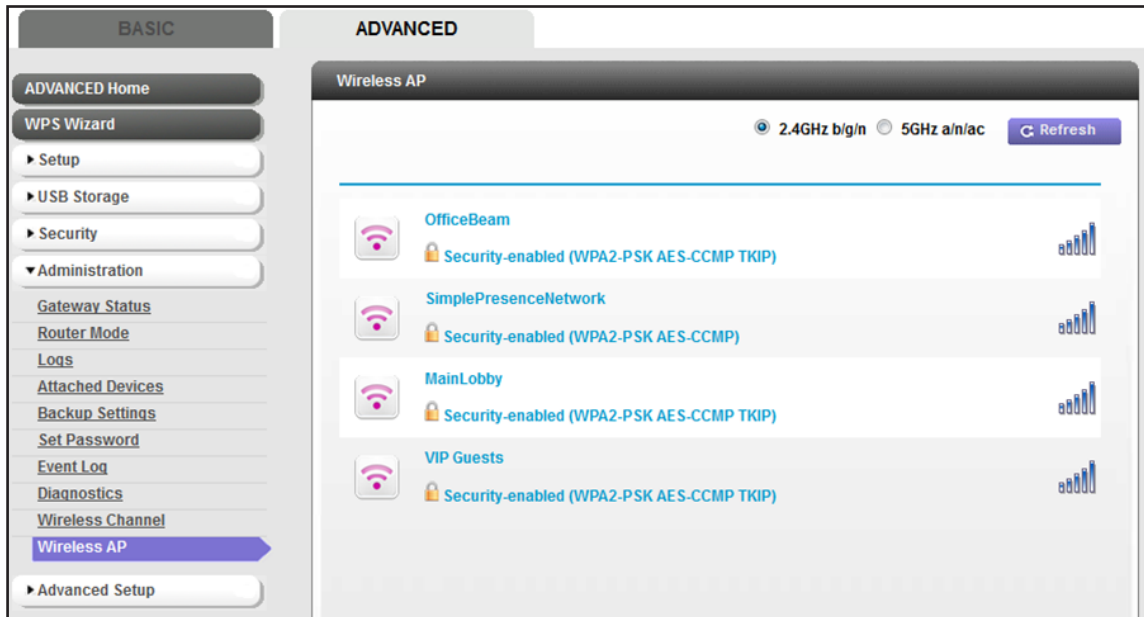 BASIC
ADVANCED
ADVANCED Home
WPS Wizard
Setup
USB Storage
Security
Administration
Gateway Status
Router Mode
Logs
Attached Devices
Backup Settings
Set Password
Event Log
Diagnostics
Wireless Channel
Wireless AP
Advanced Setup
Wireless AP
2.4GHz b/g/n 5GHz a/n/ac Refresh
OfficeBeam
Security-enabled (WPA2-PSK AES-CCMP TKIP)
SimplePresenceNetwork
Security-enabled (WPA2-PSK AES-CCMP)
MainLobby
Security-enabled (WPA2-PSK AES-CCMP TKIP)
VIP Guests
Security-enabled (WPA2-PSK AES-CCMP TKIP)